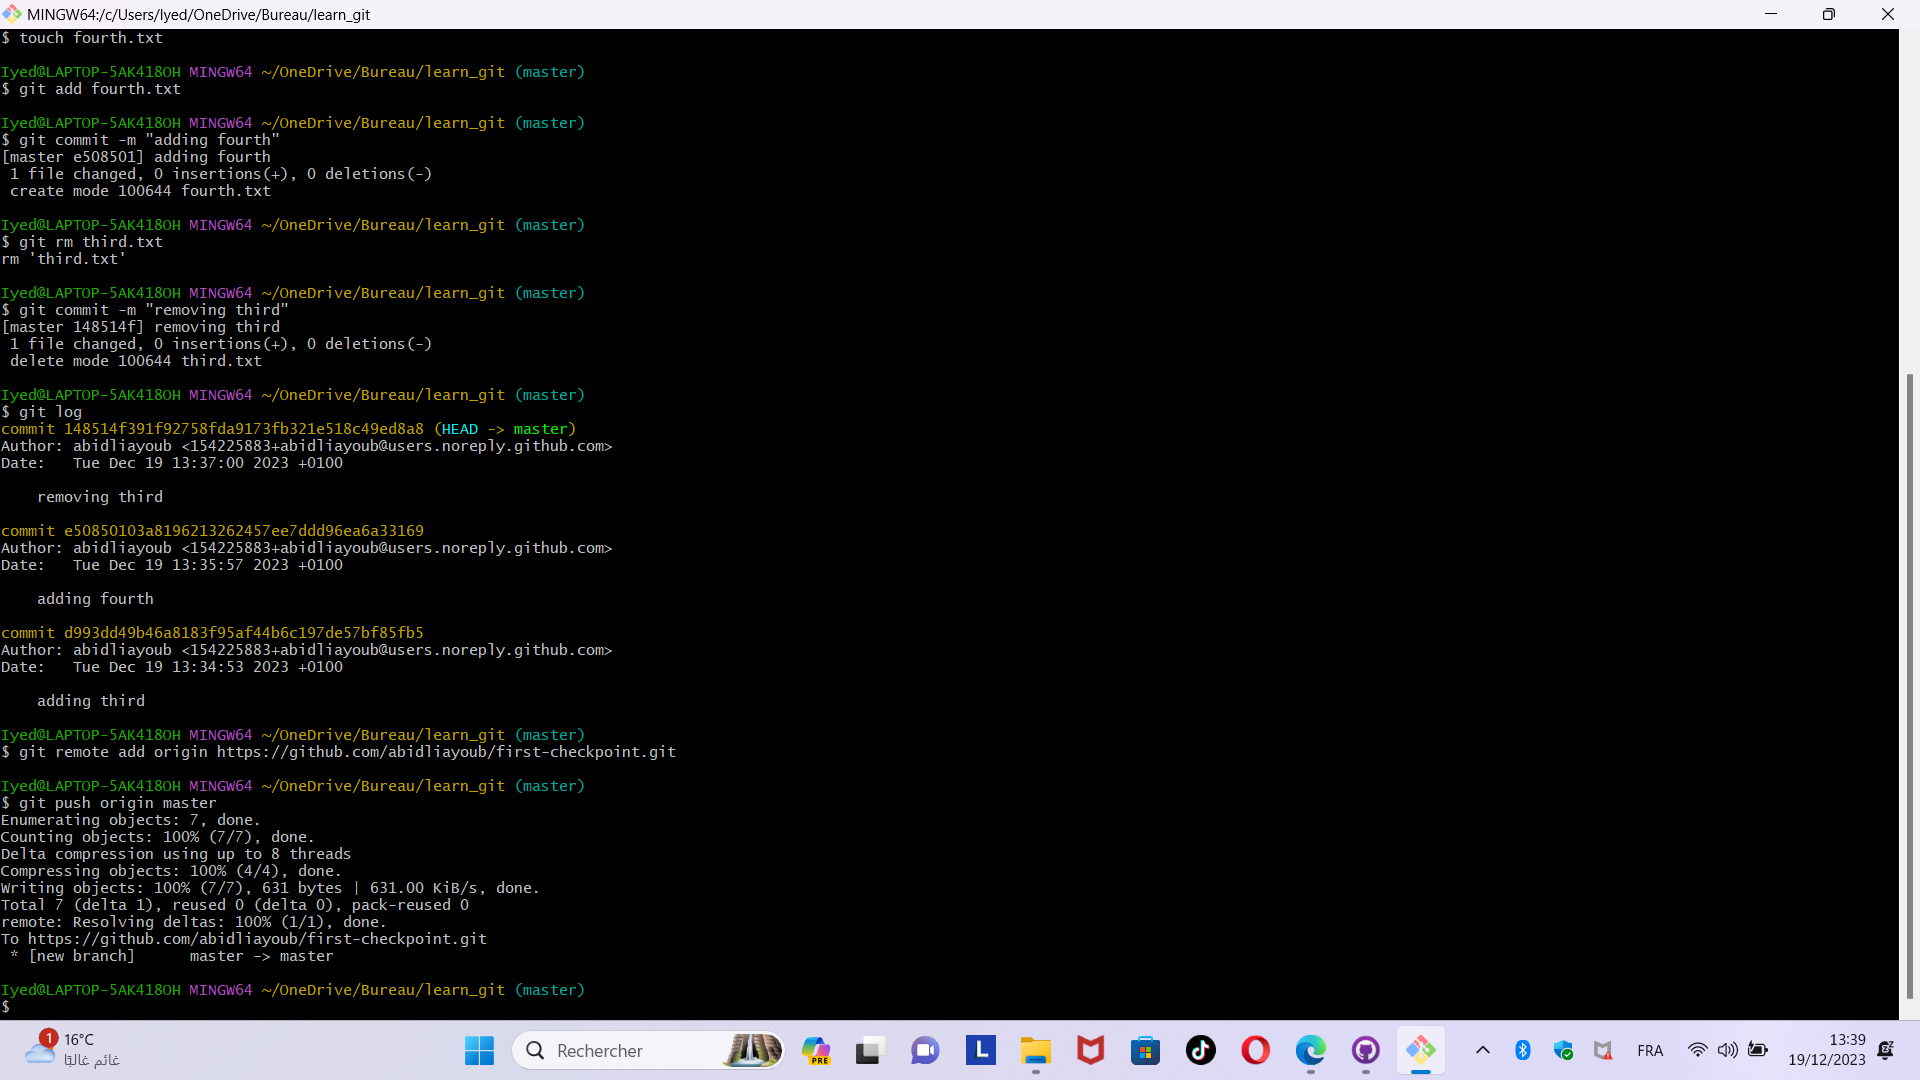 MINGW64:/c/Users/Iyed/OneDrive/Bureau/learn_git
$ touch fourth.txt
Iyed@LAPTOP-5AK418OH MINGW64 ~/OneDrive/Bureau/learn_git (master)
$ git add fourth.txt
Iyed@LAPTOP-5AK418OH MINGW64 ~/OneDrive/Bureau/learn_git (master)
$ git commit -m "adding fourth"
[master e508501] adding fourth
 1 file changed, 0 insertions(+), 0 deletions(-)
 create mode 100644 fourth.txt
Iyed@LAPTOP-5AK418OH MINGW64 ~/OneDrive/Bureau/learn_git (master)
$ git rm third.txt
rm 'third.txt'
Iyed@LAPTOP-5AK418OH MINGW64 ~/OneDrive/Bureau/learn_git (master)
$ git commit -m "removing third"
[master 148514f] removing third
 1 file changed, 0 insertions(+), 0 deletions(-)
 delete mode 100644 third.txt
Iyed@LAPTOP-5AK418OH MINGW64 ~/OneDrive/Bureau/learn_git (master)
$ git log
commit 148514f391f92758fda9173fb321e518c49ed8a8 (HEAD -> master)
Author: abidliayoub <154225883+abidliayoub@users.noreply.github.com>
Date:   Tue Dec 19 13:37:00 2023 +0100
    removing third
commit e50850103a8196213262457ee7ddd96ea6a33169
Author: abidliayoub <154225883+abidliayoub@users.noreply.github.com>
Date:   Tue Dec 19 13:35:57 2023 +0100
    adding fourth
commit d993dd49b46a8183f95af44b6c197de57bf85fb5
Author: abidliayoub <154225883+abidliayoub@users.noreply.github.com>
Date:   Tue Dec 19 13:34:53 2023 +0100
    adding third
Iyed@LAPTOP-5AK418OH MINGW64 ~/OneDrive/Bureau/learn_git (master)
$ git remote add origin https://github.com/abidliayoub/first-checkpoint.git
Iyed@LAPTOP-5AK418OH MINGW64 ~/OneDrive/Bureau/learn_git (master)
$ git push origin master
Enumerating objects: 7, done.
Counting objects: 100% (7/7), done.
Delta compression using up to 8 threads
Compressing objects: 100% (4/4), done.
Writing objects: 100% (7/7), 631 bytes | 631.00 KiB/s, done.
Total 7 (delta 1), reused 0 (delta 0), pack-reused 0
remote: Resolving deltas: 100% (1/1), done.
To https://github.com/abidliayoub/first-checkpoint.git
 * [new branch]      master -> master
Iyed@LAPTOP-5AK418OH MINGW64 ~/OneDrive/Bureau/learn_git (master)
$
1
16°C
غائم غالبًا
Rechercher
PRE
L
FRA
13:39
19/12/2023